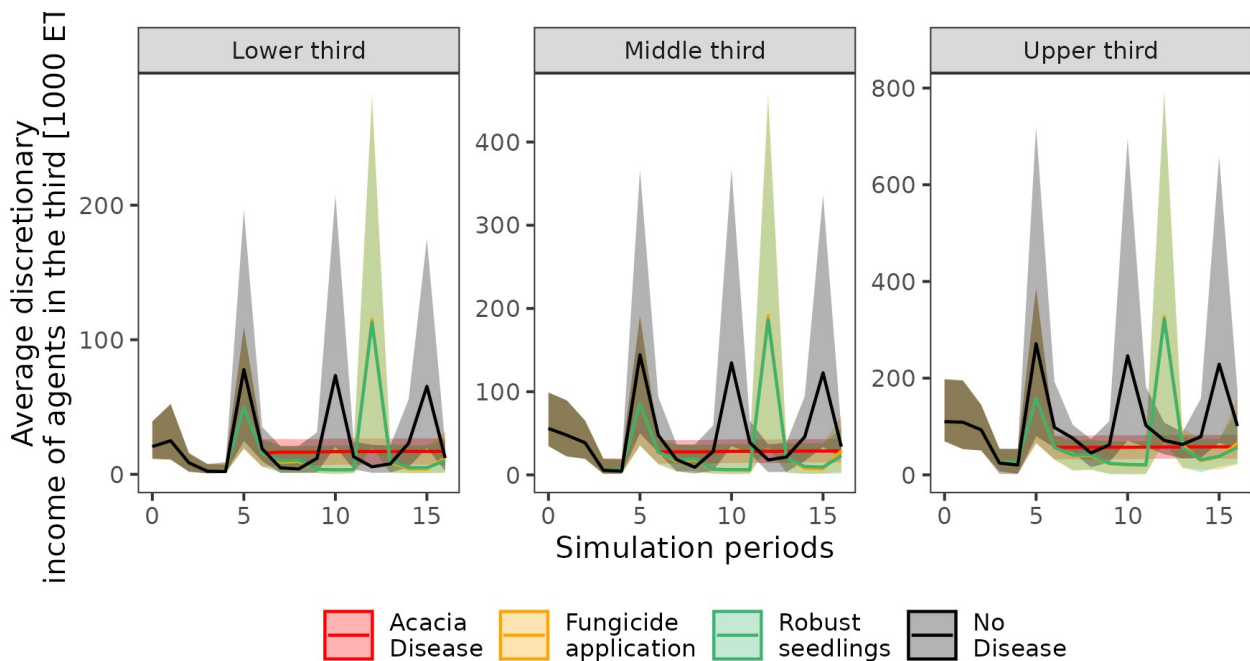 Lower third
Middle third
Upper third
Average discretionary
income of agents in the third [1000
200
100
0
400
300
200
100
0
800
600
400
200
0
0 5 10 15
0 5 10 15
0 5 10 15
Simulation periods
Acacia
Disease
Fungicide
application
Robust
seedlings
No
Disease